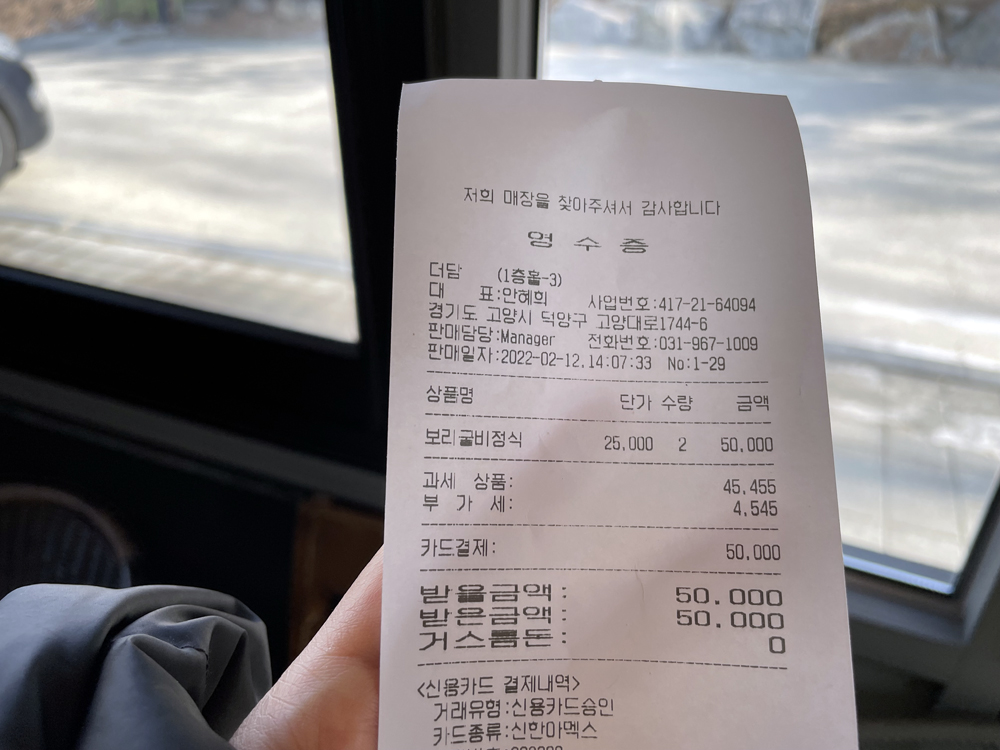 저희 매장을 찾아주셔서 감사합니다
영 수 증
더담 (1층홀-3)
대 표:안혜희 사업번호:417-21-64094
경기도 고양시 덕양구 고양대로1744-6
판매담당:Manager 전화번호:031-967-1009
판매일자:2022-02-12,14:07:33 No:1-29
상품명 단가 수량 금액
보리굴비정식 25,000 2 50,000
과세 상품: 45,455
부 가 세: 4,545
카드결제: 50,000
받을금액: 50,000
받은금액: 50,000
거스름돈: 0
<신용카드 결제내역>
거래유형:신용카드승인
카드종류:신한아멕스